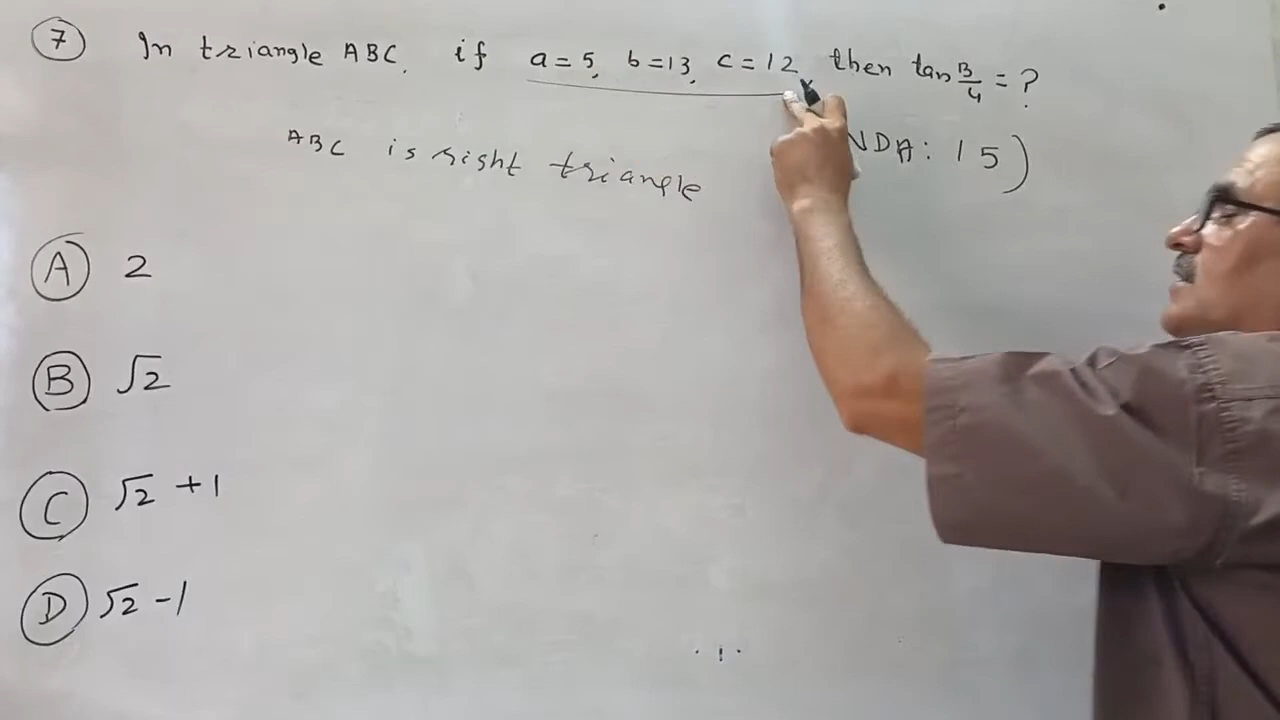 7 In triangle ABC, if a = 5, b = 13, c = 12, then tan B/4 = ?
NDA: 15)
ABC is right triangle
A 2
B √2
C √2 + 1
D √2 - 1